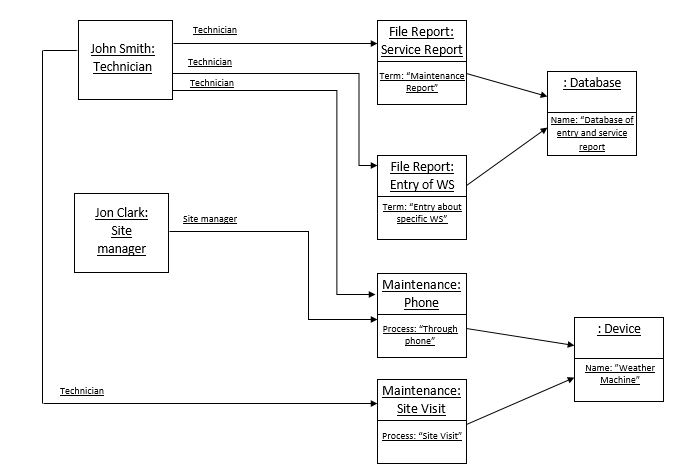 Technician
John Smith:
Technician
Technician
Technician
File Report:
Service Report
Term: “Maintenance
Report”
: Database
Name: “Database of
entry and service
report
File Report:
Entry of WS
Term: “Entry about
specific WS”
Jon Clark:
Site
manager
Site manager
Maintenance:
Phone
Process: “Through
phone”
: Device
Name: “Weather
Machine”
Technician
Maintenance:
Site Visit
Process: “Site Visit”